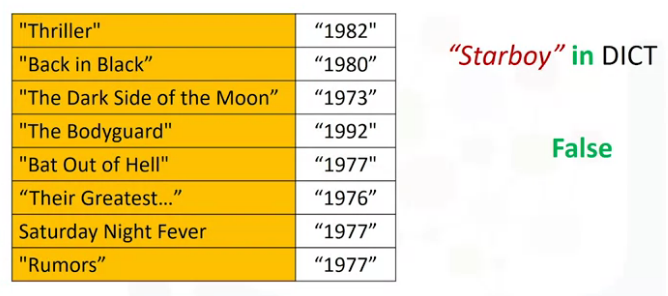 "Thriller" “1982"
"Back in Black” “1980”
"The Dark Side of the Moon” “1973”
"The Bodyguard" “1992"
"Bat Out of Hell" “1977"
“Their Greatest…” “1976”
Saturday Night Fever “1977”
"Rumors” “1977”
“Starboy” in DICT
False